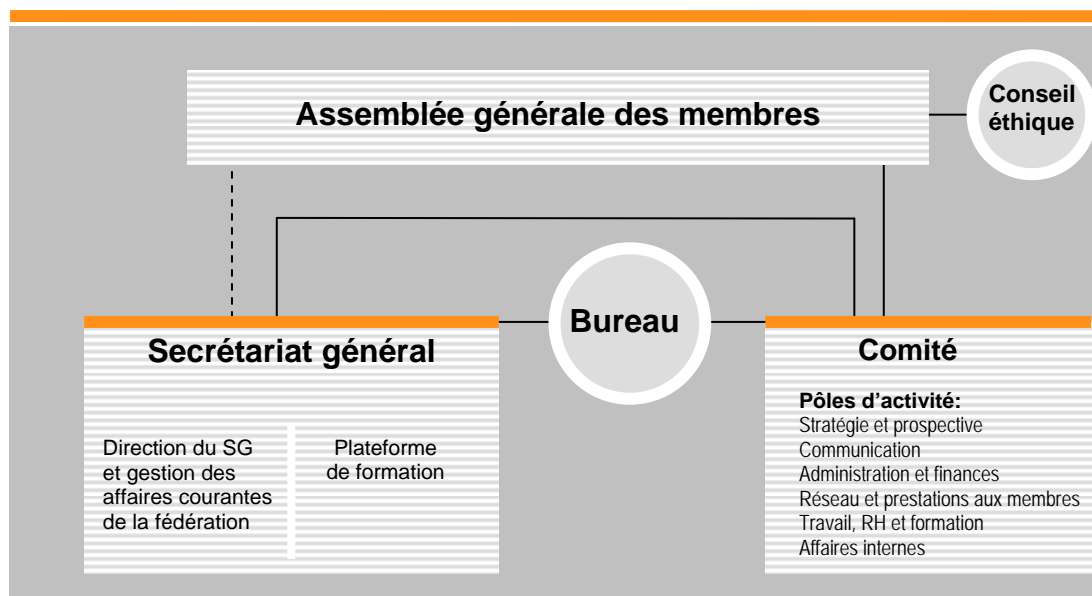 Assemblée générale des membres
Conseil
éthique
Bureau
Secrétariat général
Direction du SG
et gestion des
affaires courantes
de la fédération
Plateforme
de formation
Comité
Pôles d’activité:
Stratégie et prospective
Communication
Administration et finances
Réseau et prestations aux membres
Travail, RH et formation
Affaires internes